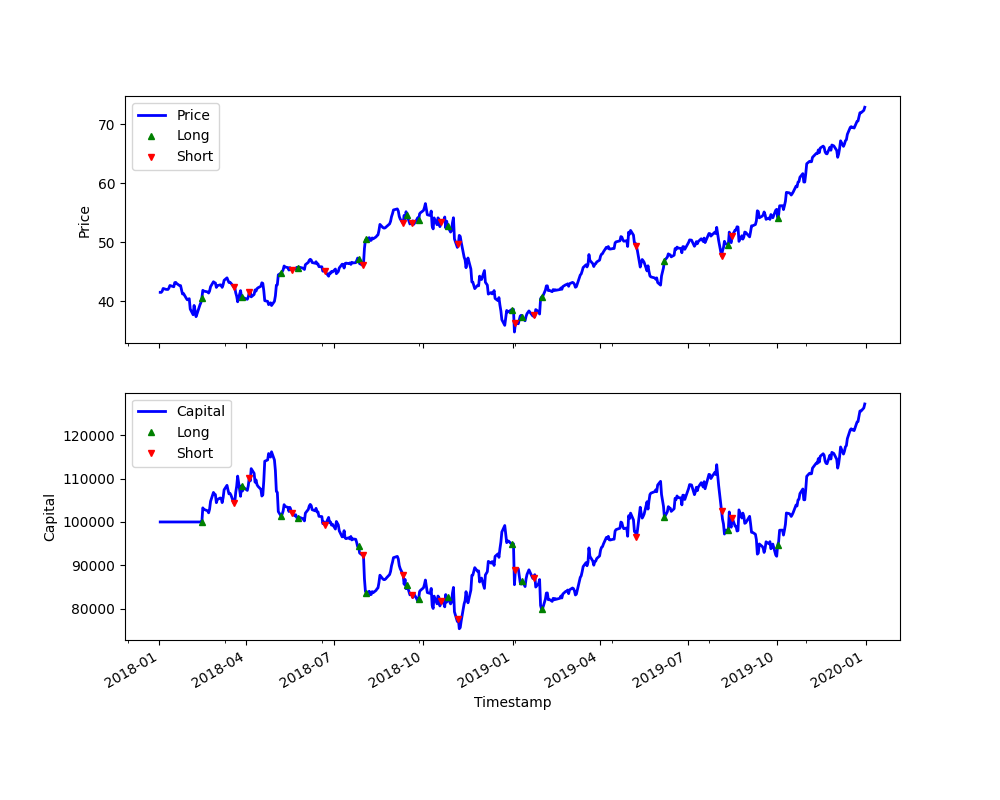 Price
Long
Short
70
60
50
40
Price
Capital
Long
Short
120000
110000
100000
90000
80000
Capital
2018-01
2018-04
2018-07
2018-10
2019-01
2019-04
2019-07
2019-10
2020-01
Timestamp